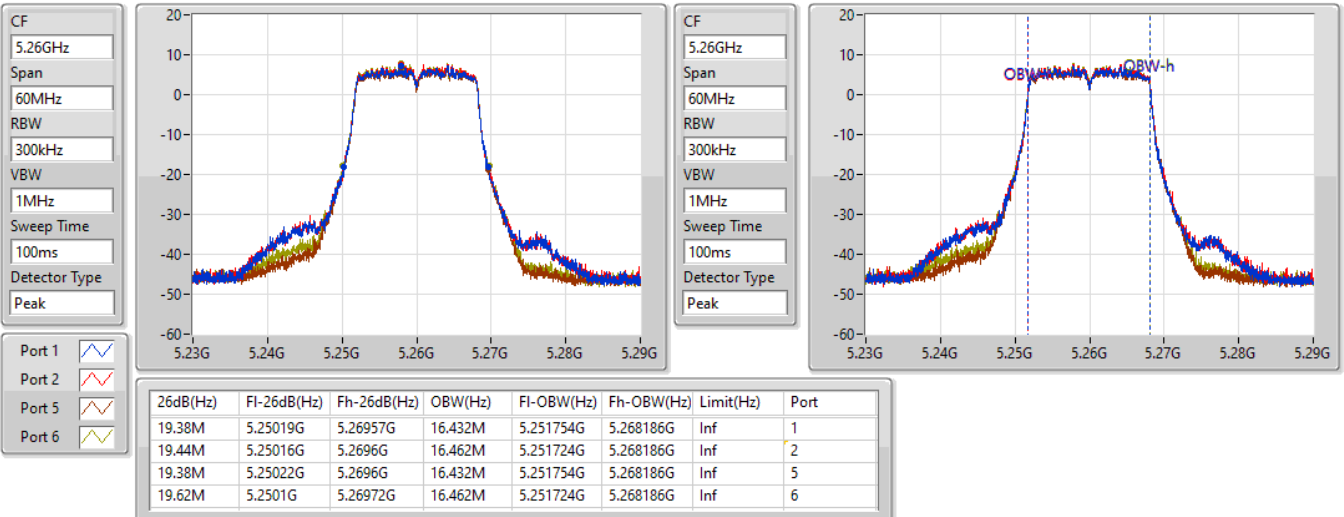 CF
5.26GHz
Span
60MHz
RBW
300kHz
VBW
1MHz
Sweep Time
100ms
Detector Type
Peak
20
10
0
-10
-20
-30
-40
-50
-60
5.23G 5.24G 5.25G 5.26G 5.27G 5.28G 5.29G
CF
5.26GHz
Span
60MHz
RBW
300kHz
VBW
1MHz
Sweep Time
100ms
Detector Type
Peak
20
10
0
-10
-20
-30
-40
-50
-60
OBW OBW-h
5.23G 5.24G 5.25G 5.26G 5.27G 5.28G 5.29G
Port 1
Port 2
Port 5
Port 6
26dB(Hz) Fl-26dB(Hz) Fh-26dB(Hz) OBW(Hz) Fl-OBW(Hz) Fh-OBW(Hz) Limit(Hz) Port
19.38M 5.25019G 5.26957G 16.432M 5.251754G 5.268186G Inf 1
19.44M 5.25016G 5.2696G 16.462M 5.251724G 5.268186G Inf 2
19.38M 5.25022G 5.2696G 16.432M 5.251754G 5.268186G Inf 5
19.62M 5.2501G 5.26972G 16.462M 5.251724G 5.268186G Inf 6